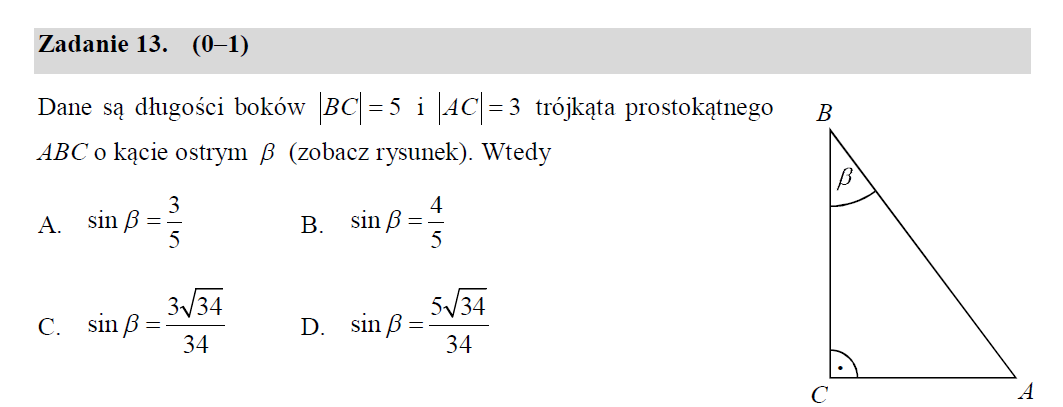 Zadanie 13. (0–1)
Dane są długości boków |BC| = 5 i |AC| = 3 trójkąta prostokątnego
ABC o kącie ostrym β (zobacz rysunek). Wtedy
A. sin β = 3/5 B. sin β = 4/5
C. sin β = 3√34/34 D. sin β = 5√34/34
B
β
C A